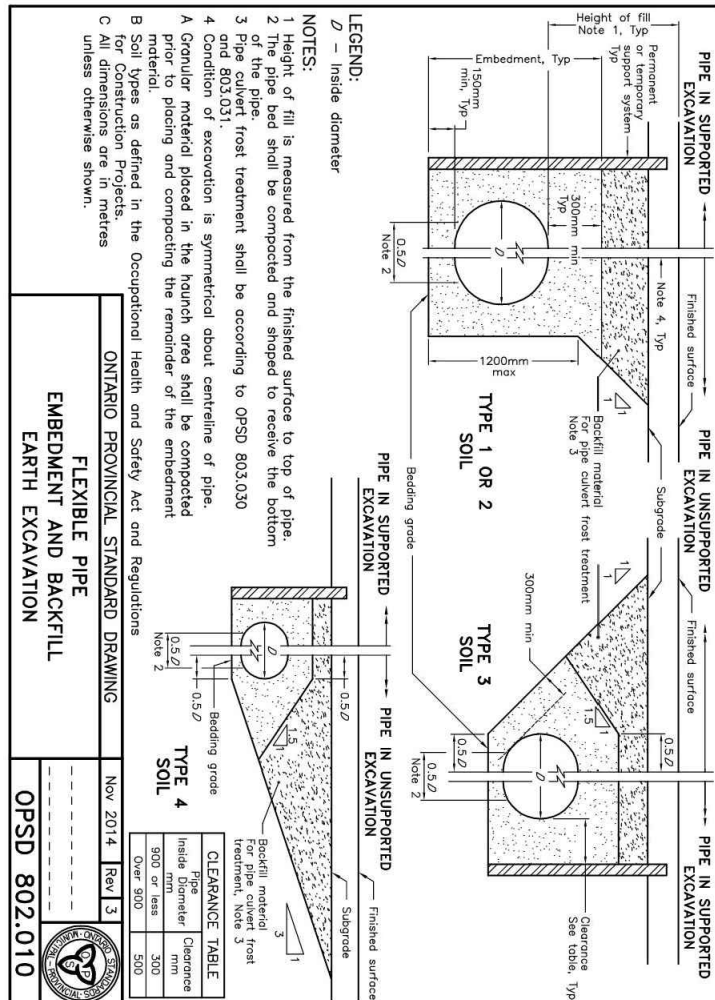 PIPE IN SUPPORTED
EXCAVATION
PIPE IN UNSUPPORTED
EXCAVATION
PIPE IN SUPPORTED
EXCAVATION
Height of fill
Note 1, Typ
Permanent
or temporary
support system
Typ
Embedment, Typ
150mm
min, Typ
300mm min
Typ
Note 4, Typ
Finished surface
Subgrade
Finished surface
1
1
Backfill material
For pipe culvert frost treatment
Note 3
1
1
D
0.5D
Note 2
1200mm
max
TYPE 1 OR 2
SOIL
Bedding grade
300mm min
TYPE 3
SOIL
1.5
1
0.5D
0.5D
D
0.5D
Note 2
Clearance
See table, Typ
PIPE IN SUPPORTED
EXCAVATION
PIPE IN UNSUPPORTED
EXCAVATION
Finished surface
Subgrade
D
0.5D
Note 2
0.5D
0.5D
Bedding grade
1.5
1
3
1
Backfill material
For pipe culvert frost
treatment, Note 3
TYPE 4
SOIL
CLEARANCE TABLE
Pipe
Inside Diameter
mm
Clearance
mm
900 or less 300
Over 900 500
LEGEND:
D – Inside diameter
NOTES:
1 Height of fill is measured from the finished surface to top of pipe.
2 The pipe bed shall be compacted and shaped to receive the bottom
of the pipe.
3 Pipe culvert frost treatment shall be according to OPSD 803.030
and 803.031.
4 Condition of excavation is symmetrical about centreline of pipe.
A Granular material placed in the haunch area shall be compacted
prior to placing and compacting the remainder of the embedment
material.
B Soil types as defined in the Occupational Health and Safety Act and Regulations
for Construction Projects.
C All dimensions are in metres
unless otherwise shown.
ONTARIO PROVINCIAL STANDARD DRAWING
Nov 2014 Rev 3
FLEXIBLE PIPE
EMBEDMENT AND BACKFILL
EARTH EXCAVATION
OPSD 802.010
ONTARIO STANDARDS
MUNICIPAL - PROVINCIAL
O P S